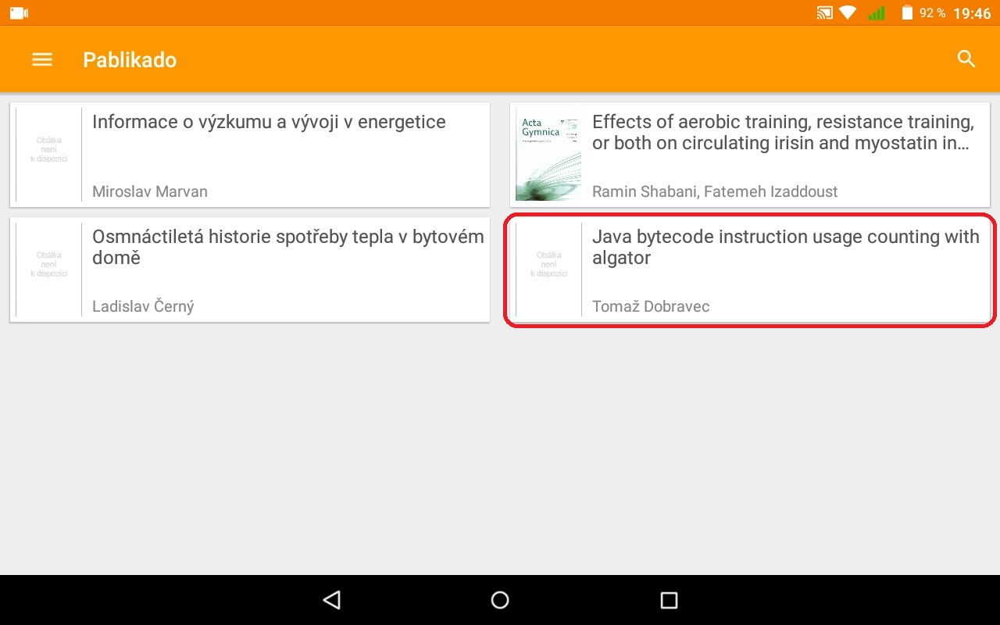 92 % 19:46
Pablikado
Obálka
není
k dispozici
Informace o výzkumu a vývoji v energetice
Miroslav Marvan
Acta
Gymnica
Effects of aerobic training, resistance training,
or both on circulating irisin and myostatin in...
Ramin Shabani, Fatemeh Izaddoust
Obálka
není
k dispozici
Osmnáctiletá historie spotřeby tepla v bytovém
domě
Ladislav Černý
Obálka
není
k dispozici
Java bytecode instruction usage counting with
algator
Tomaž Dobravec